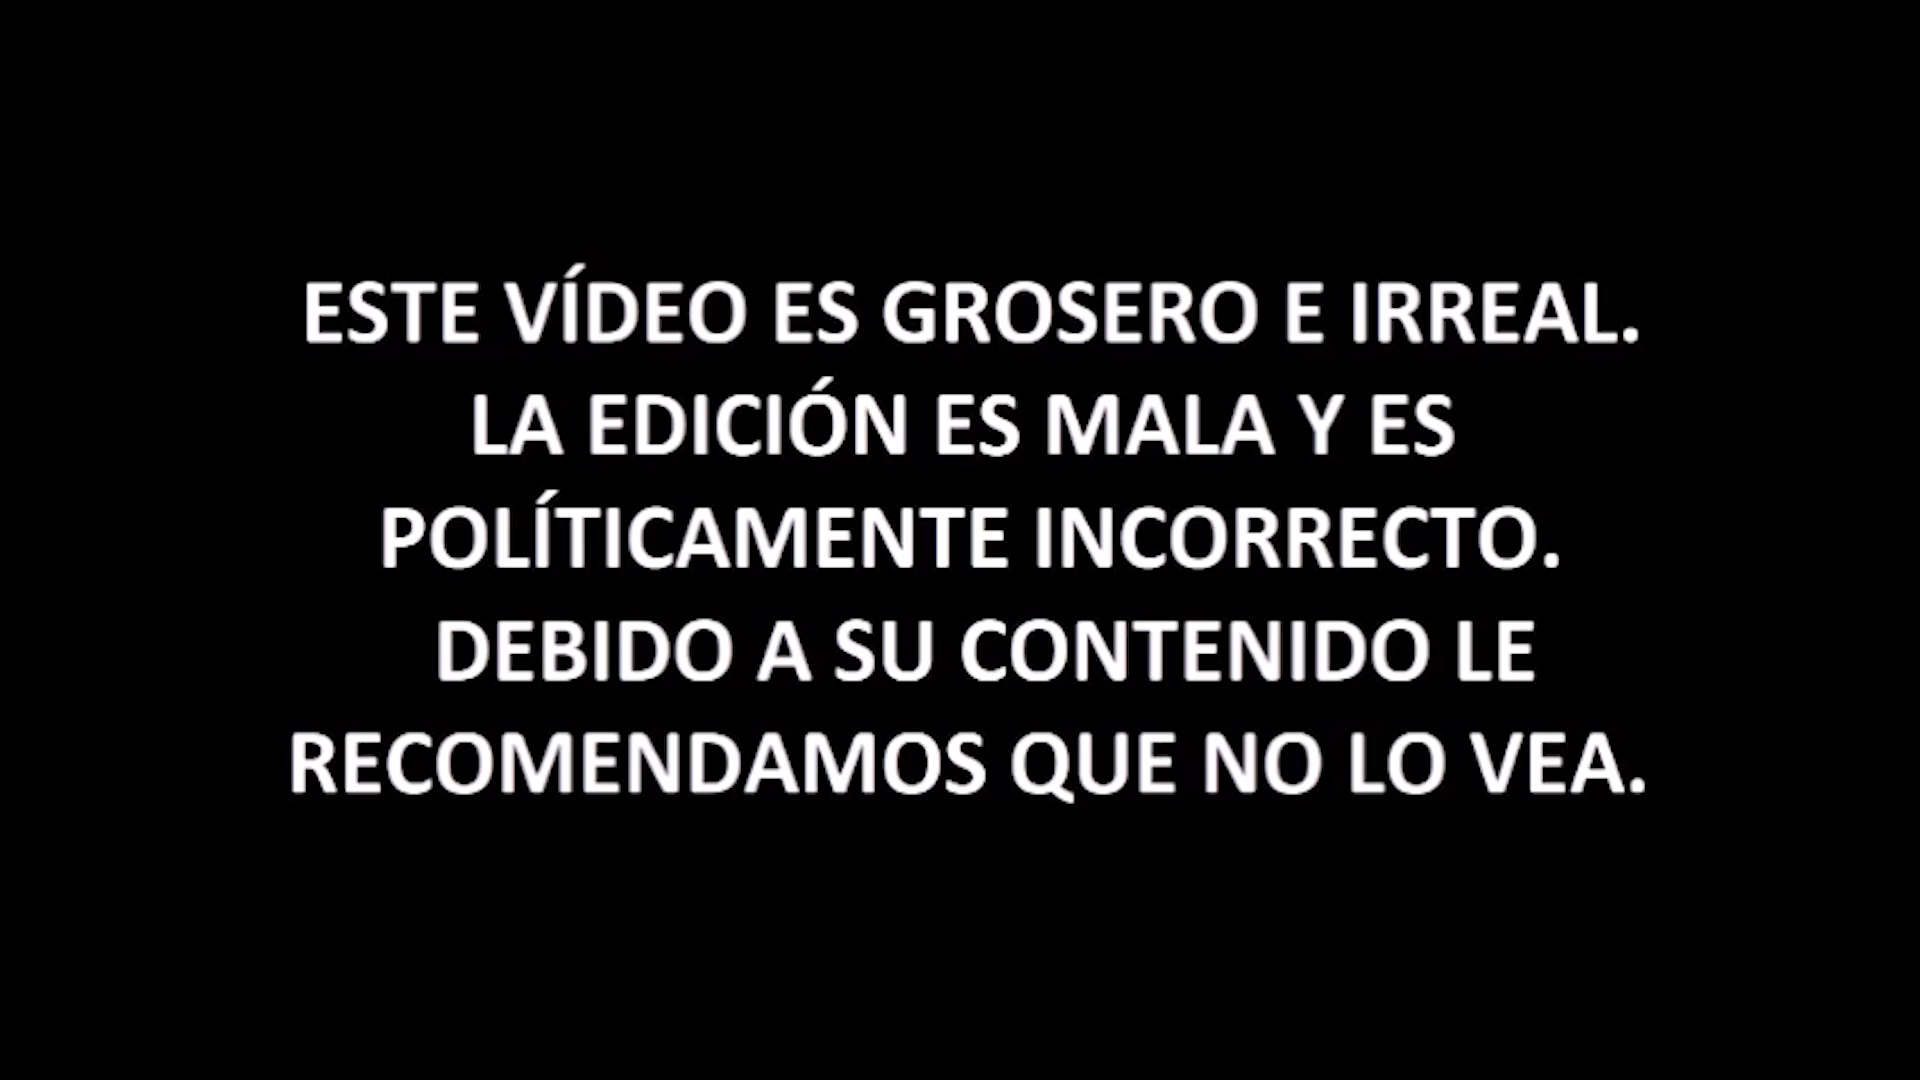 ESTE VÍDEO ES GROSERO E IRREAL.
LA EDICIÓN ES MALA Y ES
POLÍTICAMENTE INCORRECTO.
DEBIDO A SU CONTENIDO LE
RECOMENDAMOS QUE NO LO VEA.